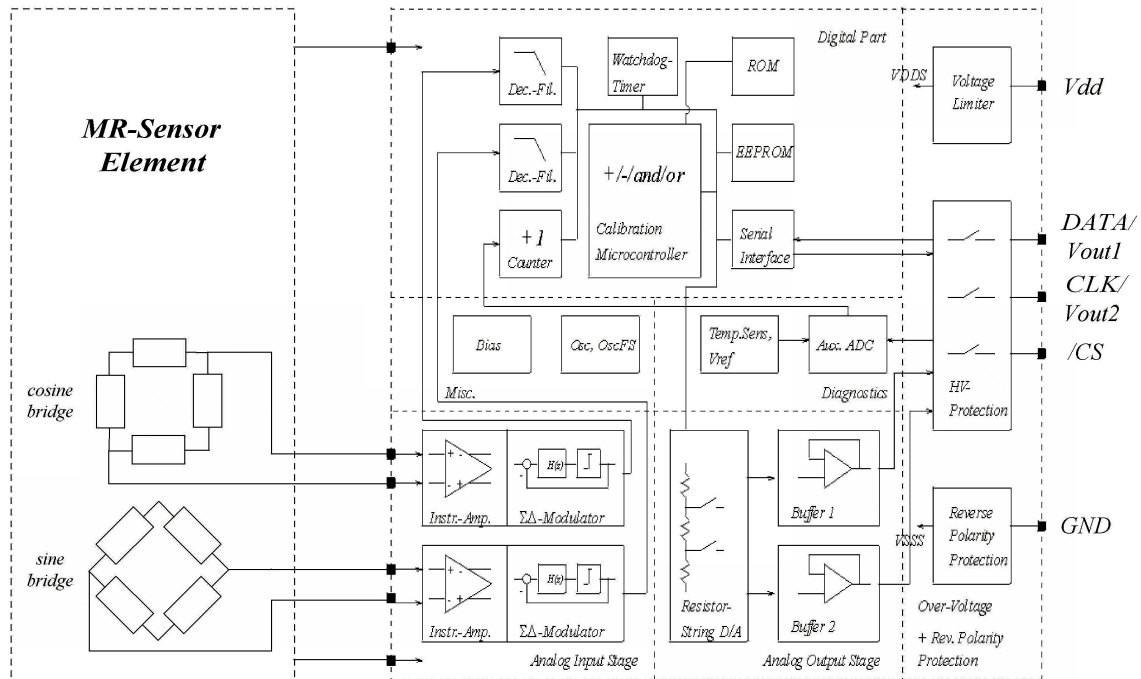 MR-Sensor
Element
cosine
bridge
sine
bridge
Digital Part
Dec.-Fil.
Watchdog-
Timer
ROM
Dec.-Fil.
EEPROM
+/-/and/or
Calibration
Microcontroller
+1
Counter
Serial
Interface
VDDS
Voltage
Limiter
Vdd
DATA/
Vout1
CLK/
Vout2
/CS
HV-
Protection
Bias
Osc, OscFS
Misc.
Temp.Sens,
Vref
Aux. ADC
Diagnostics
+ -
- +
Instr.-Amp.
-
H(z)
ΣΔ-Modulator
+ -
- +
Instr.-Amp.
-
H(z)
ΣΔ-Modulator
Analog Input Stage
Resistor-
String D/A
Buffer 1
Buffer 2
Analog Output Stage
VSSS
Reverse
Polarity
Protection
GND
Over-Voltage
+ Rev. Polarity
Protection